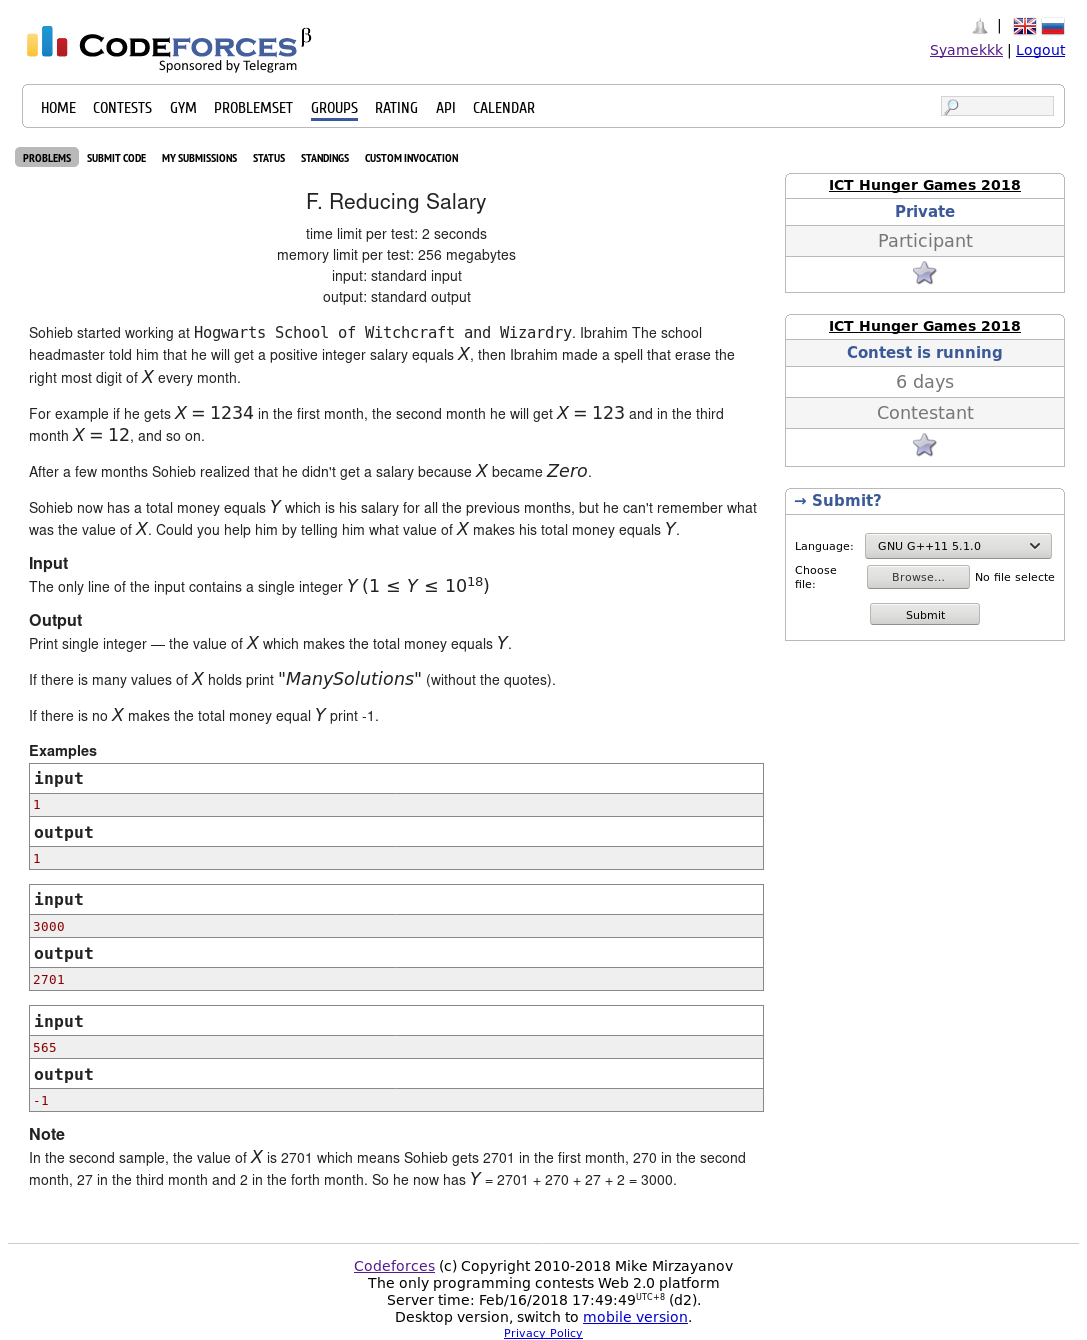 CODEFORCES β
Sponsored by Telegram
|
Syamekkk | Logout
HOME CONTESTS GYM PROBLEMSET GROUPS RATING API CALENDAR
PROBLEMS SUBMIT CODE MY SUBMISSIONS STATUS STANDINGS CUSTOM INVOCATION
F. Reducing Salary
time limit per test: 2 seconds
memory limit per test: 256 megabytes
input: standard input
output: standard output
Sohieb started working at Hogwarts School of Witchcraft and Wizardry. Ibrahim The school
headmaster told him that he will get a positive integer salary equals X, then Ibrahim made a spell that erase the
right most digit of X every month.
For example if he gets X = 1234 in the first month, the second month he will get X = 123 and in the third
month X = 12, and so on.
After a few months Sohieb realized that he didn't get a salary because X became Zero.
Sohieb now has a total money equals Y which is his salary for all the previous months, but he can't remember what
was the value of X. Could you help him by telling him what value of X makes his total money equals Y.
Input
The only line of the input contains a single integer Y (1 ≤ Y ≤ 10^18)
Output
Print single integer — the value of X which makes the total money equals Y.
If there is many values of X holds print "ManySolutions" (without the quotes).
If there is no X makes the total money equal Y print -1.
Examples
input
1
output
1
input
3000
output
2701
input
565
output
-1
Note
In the second sample, the value of X is 2701 which means Sohieb gets 2701 in the first month, 270 in the second
month, 27 in the third month and 2 in the forth month. So he now has Y = 2701 + 270 + 27 + 2 = 3000.
ICT Hunger Games 2018
Private
Participant
ICT Hunger Games 2018
Contest is running
6 days
Contestant
→ Submit?
Language: GNU G++11 5.1.0
Choose
file: Browse... No file selecte
Submit
Codeforces (c) Copyright 2010-2018 Mike Mirzayanov
The only programming contests Web 2.0 platform
Server time: Feb/16/2018 17:49:49 UTC+8 (d2).
Desktop version, switch to mobile version.
Privacy Policy